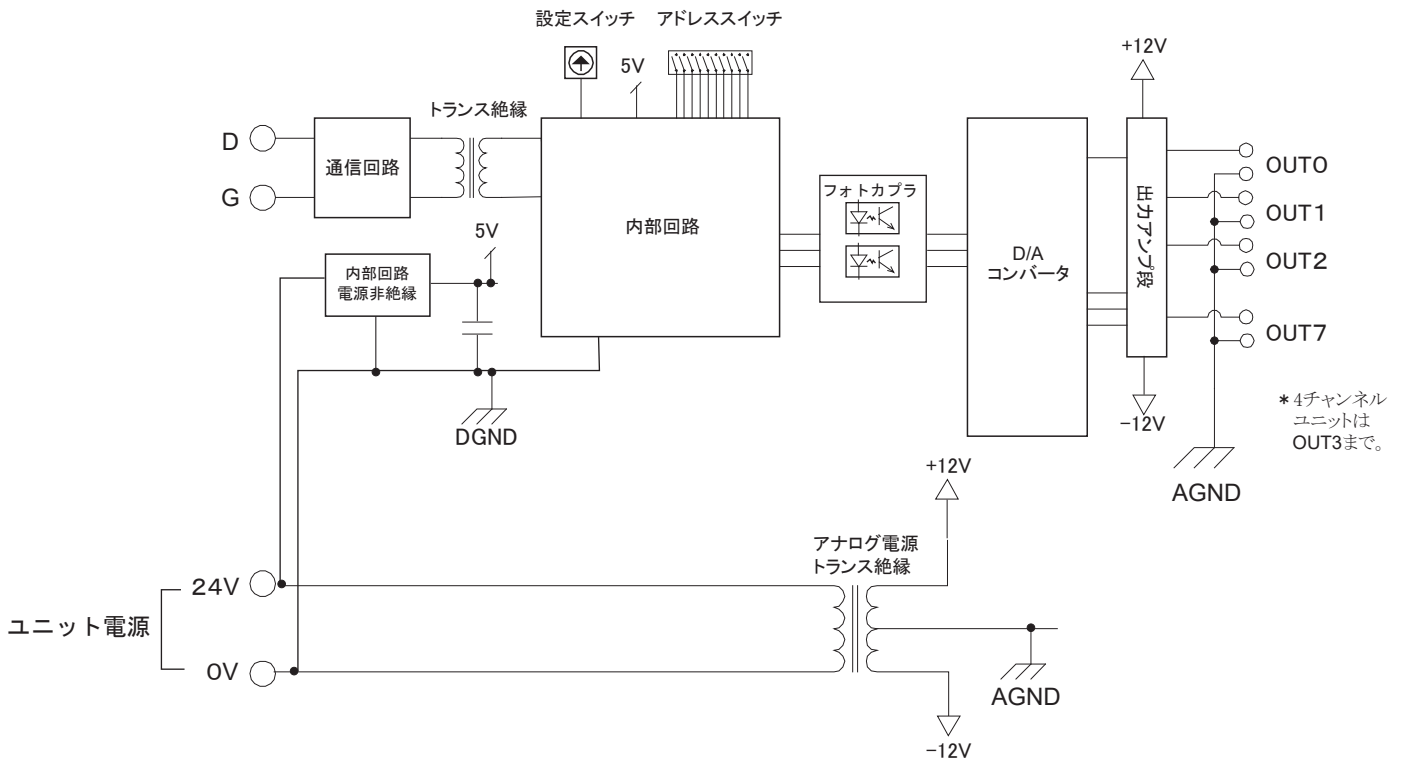 設定スイッチ アドレススイッチ
5V
+12V
トランス絶縁
D
G
通信回路
内部回路
フォトカプラ
D/A
コンバータ
出力アンプ段
OUT0
OUT1
OUT2
OUT7
5V
内部回路
電源非絶縁
DGND
-12V
*4チャンネル
ユニットは
OUT3まで。
AGND
+12V
アナログ電源
トランス絶縁
24V
ユニット電源
0V
AGND
-12V